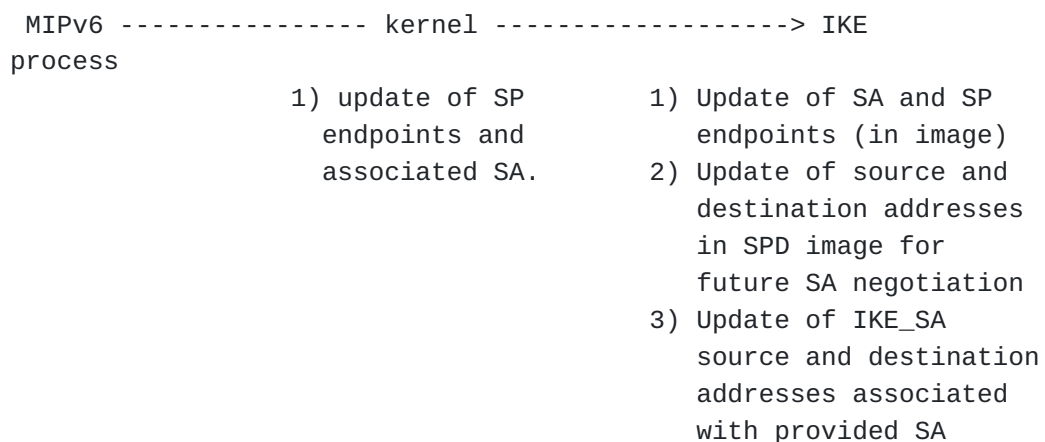 MIPv6 ---------------- kernel -------------------> IKE
process
1) update of SP 1) Update of SA and SP
endpoints and endpoints (in image)
associated SA. 2) Update of source and
destination addresses
in SPD image for
future SA negotiation
3) Update of IKE_SA
source and destination
addresses associated
with provided SA